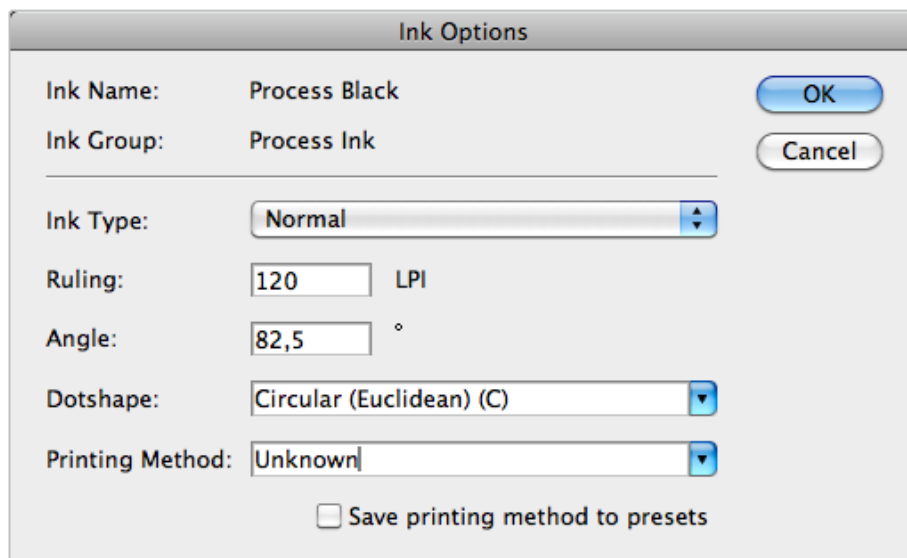 Ink Options
Ink Name: Process Black
OK
Ink Group: Process Ink
Cancel
Ink Type: Normal
Ruling: 120 LPI
Angle: 82,5 °
Dotshape: Circular (Euclidean) (C)
Printing Method: Unknown
Save printing method to presets